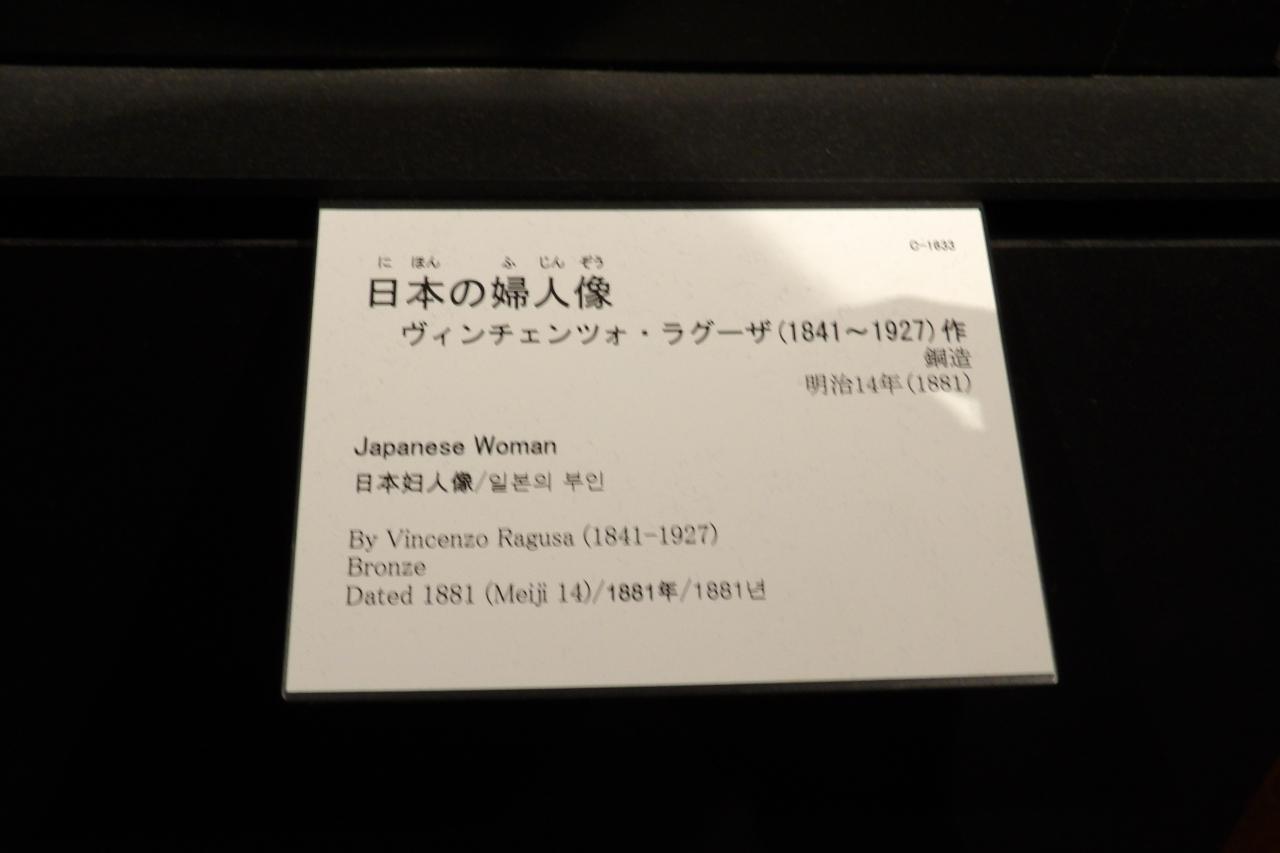 C-1633
に ほん ふ じん ぞう
日本の婦人像
ヴィンチェンツォ・ラグーザ(1841～1927)作
銅造
明治14年(1881)
Japanese Woman
日本妇人像/일본의 부인
By Vincenzo Ragusa (1841-1927)
Bronze
Dated 1881 (Meiji 14)/1881年/1881년